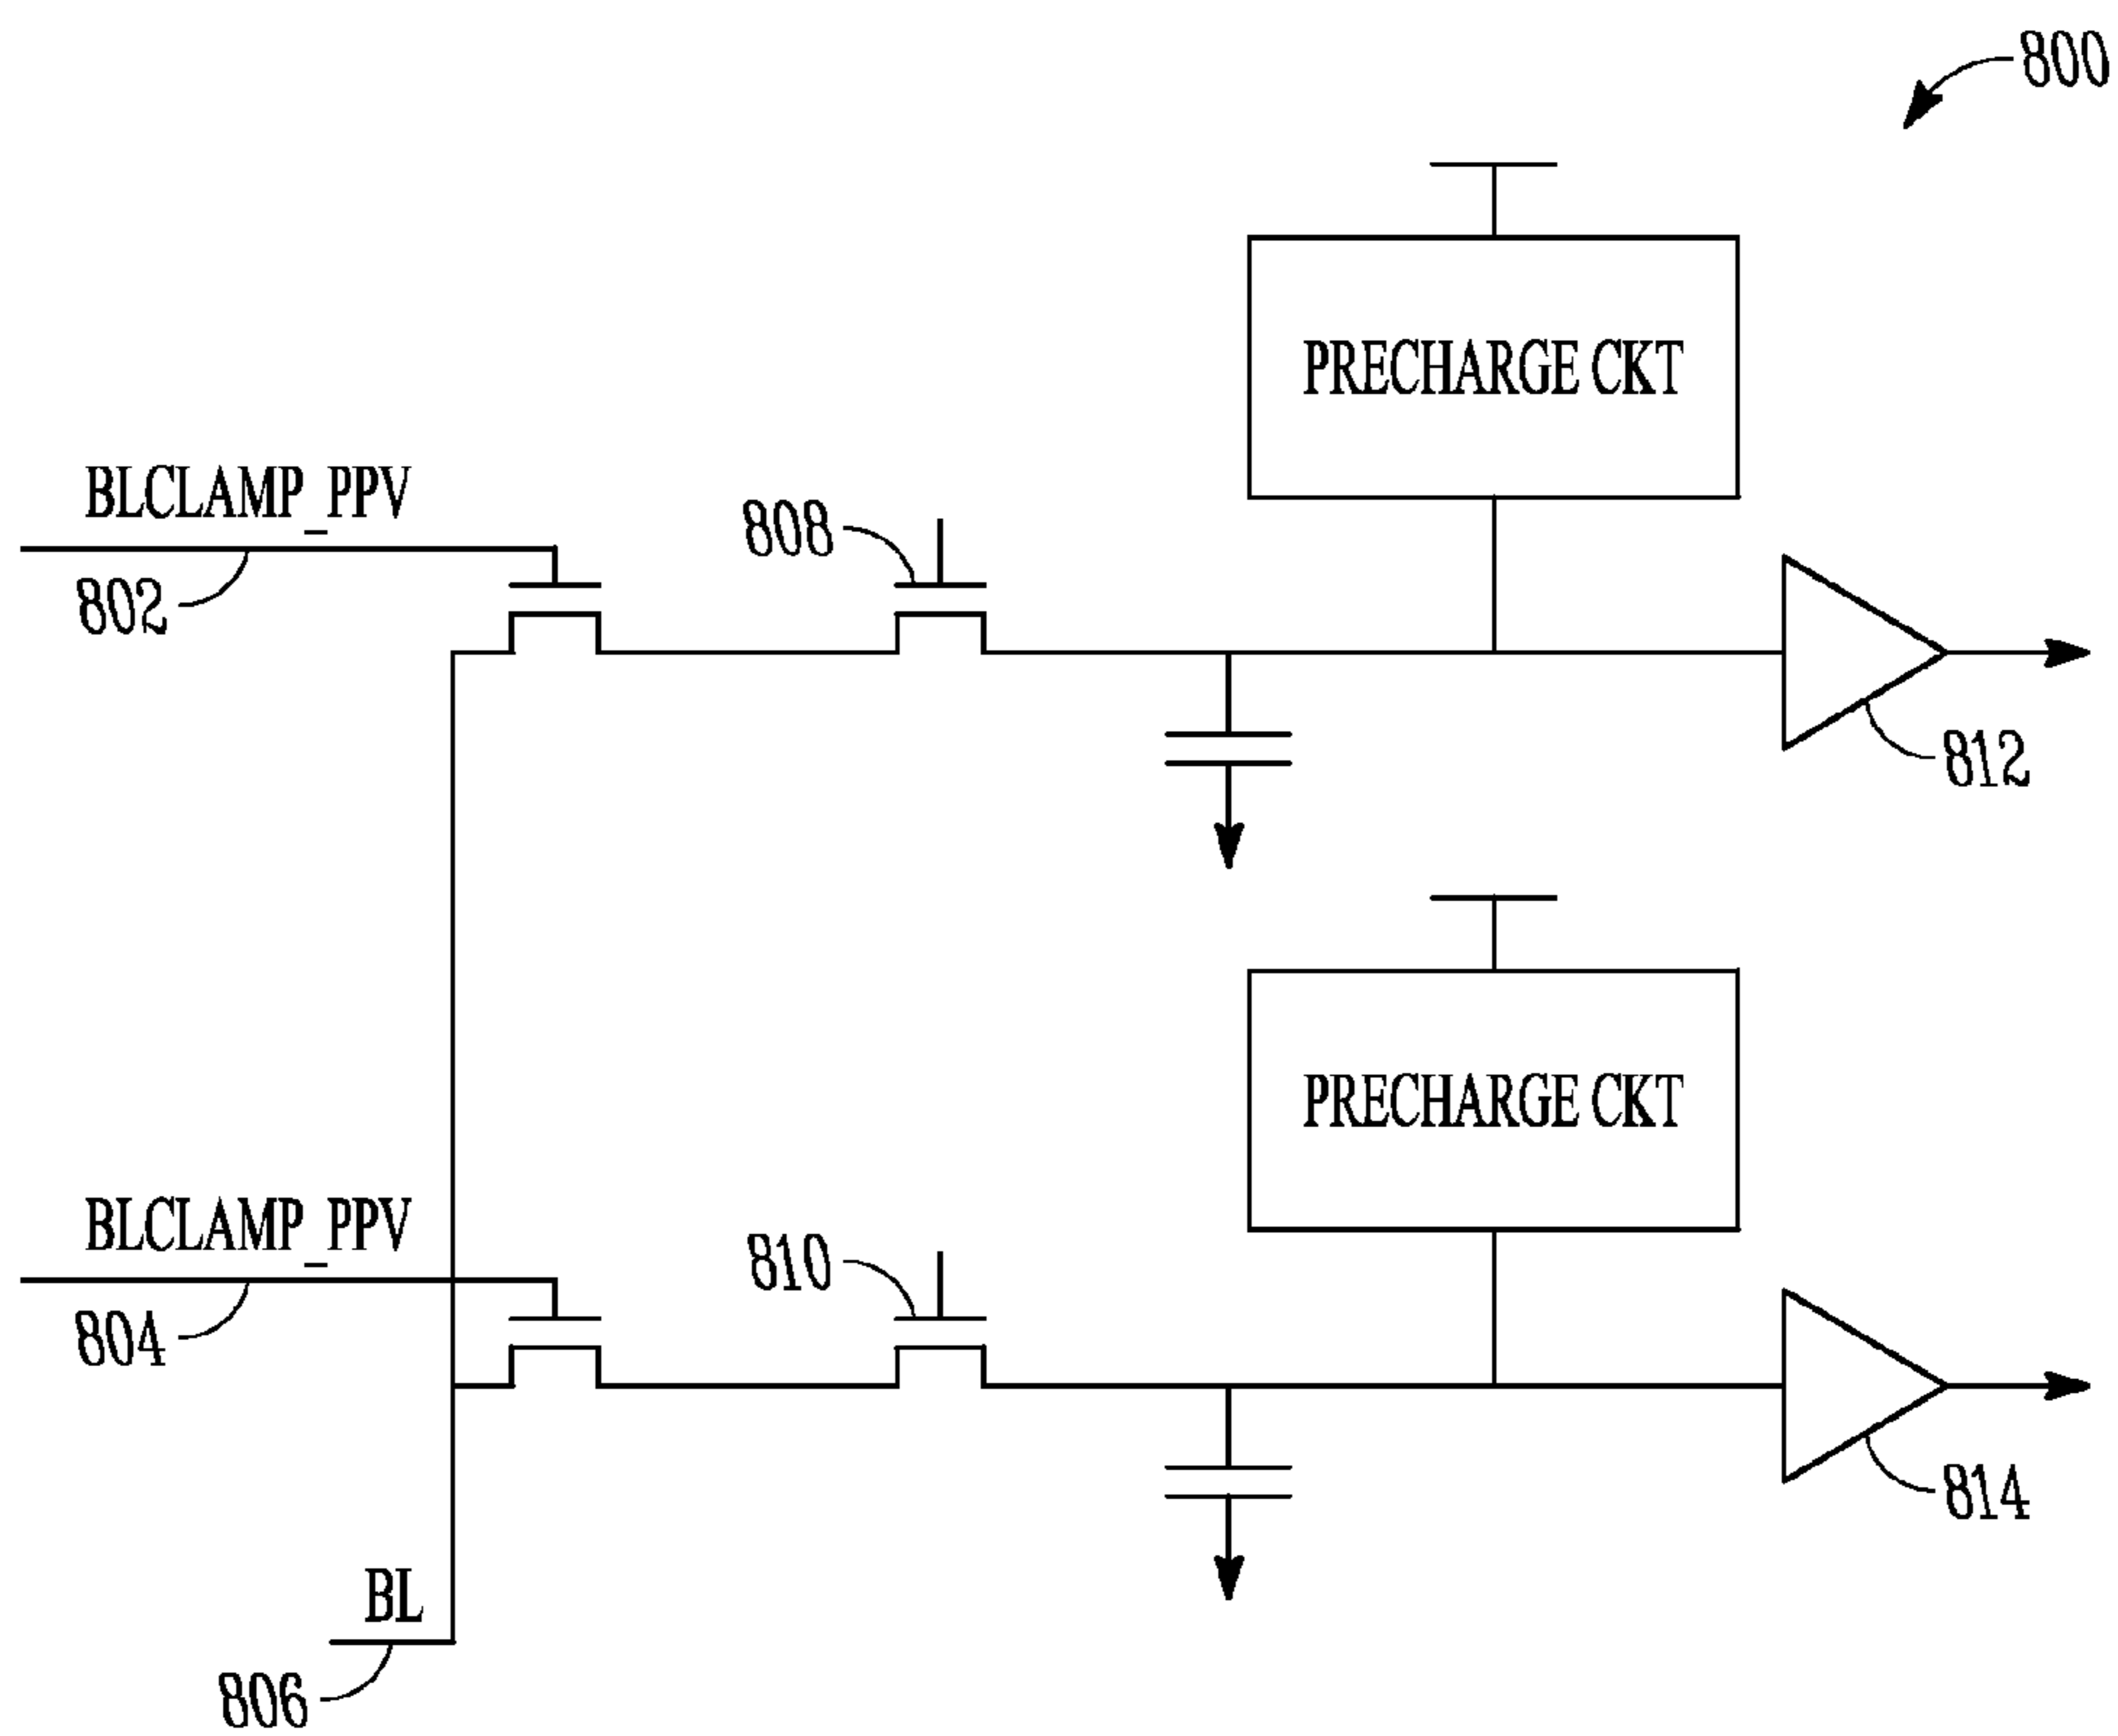 800
PRECHARGE CKT
BLCLAMP_PPV
808
802
812
PRECHARGE CKT
BLCLAMP_PPV
810
804
814
BL
806